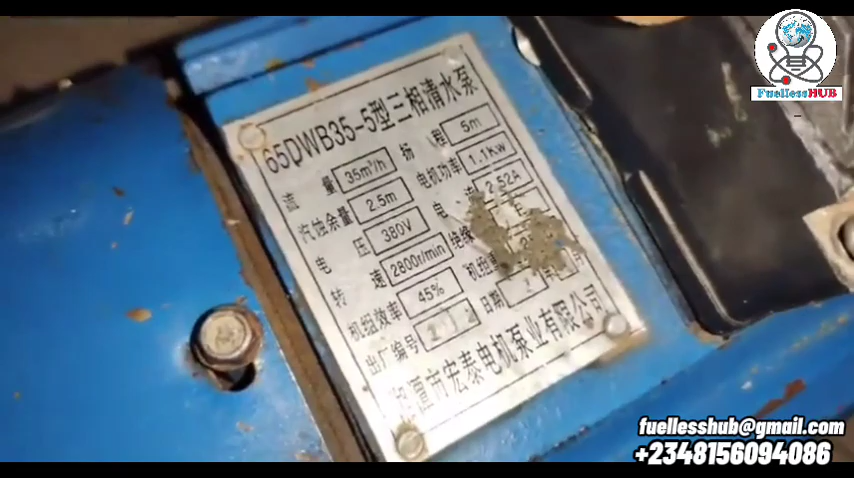 FuellessHUB
65DWB35-5型三相清水泵
量 35m³/h 扬 程 5m
汽蚀余量 2.5m 电机功率 1.1Kw
电 压 380V 电 2.52A
转 速 2800r/min 绝缘
机组效率 45% 机组重
出厂编号 日期
市宏泰电机泵业有限公司
fuellesshub@gmail.com
+2348156094086